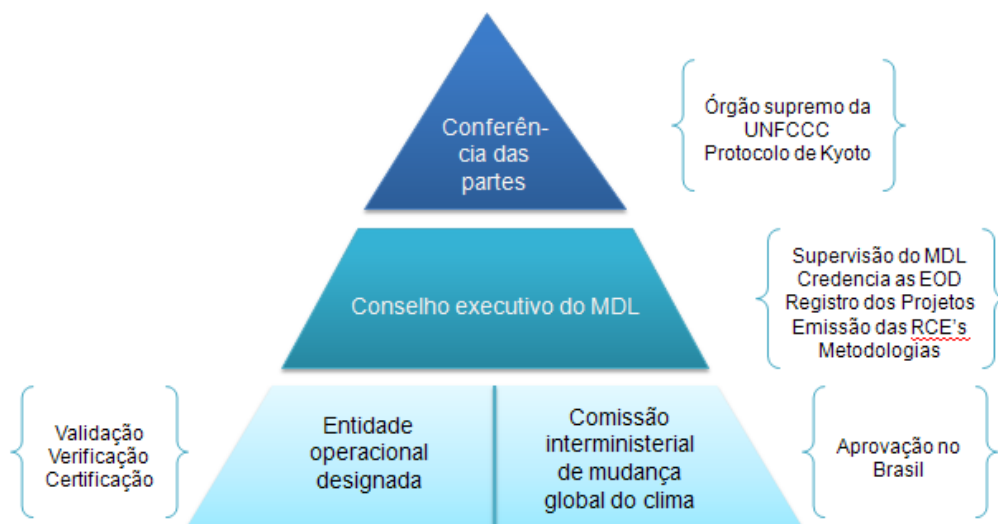 Conferên-
cia das
partes
Órgão supremo da
UNFCCC
Protocolo de Kyoto
Conselho executivo do MDL
Supervisão do MDL
Credencia as EOD
Registro dos Projetos
Emissão das RCE's
Metodologias
Validação
Verificação
Certificação
Entidade
operacional
designada
Comissão
interministerial
de mudança
global do clima
Aprovação no
Brasil